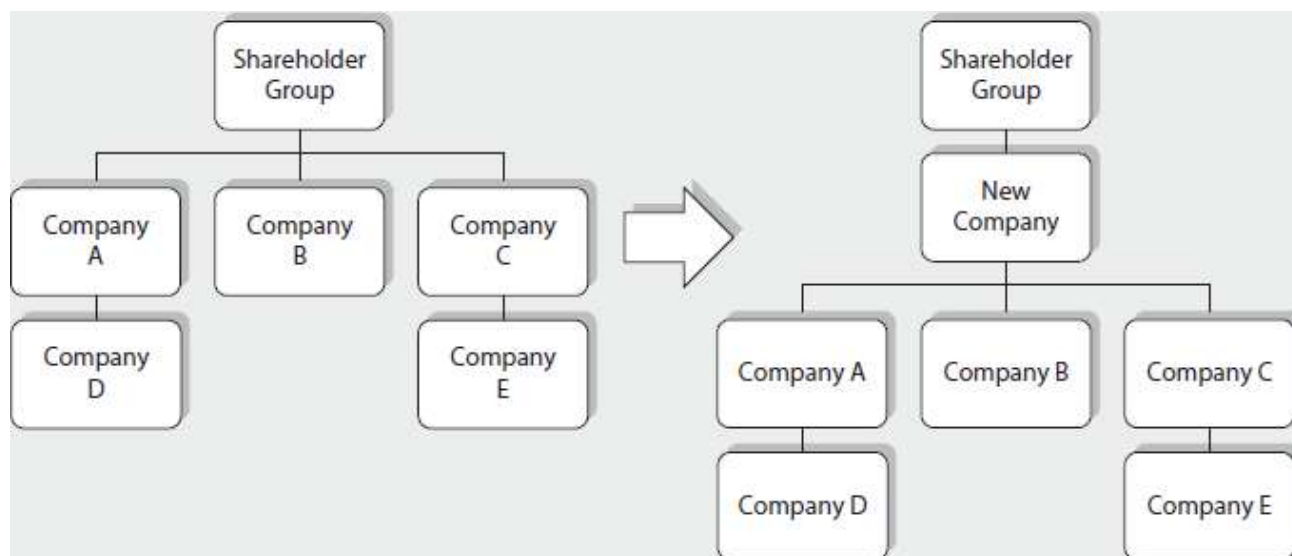 Shareholder
Group
Company
A
Company
B
Company
C
Company
D
Company
E
Shareholder
Group
New
Company
Company A
Company B
Company C
Company D
Company E